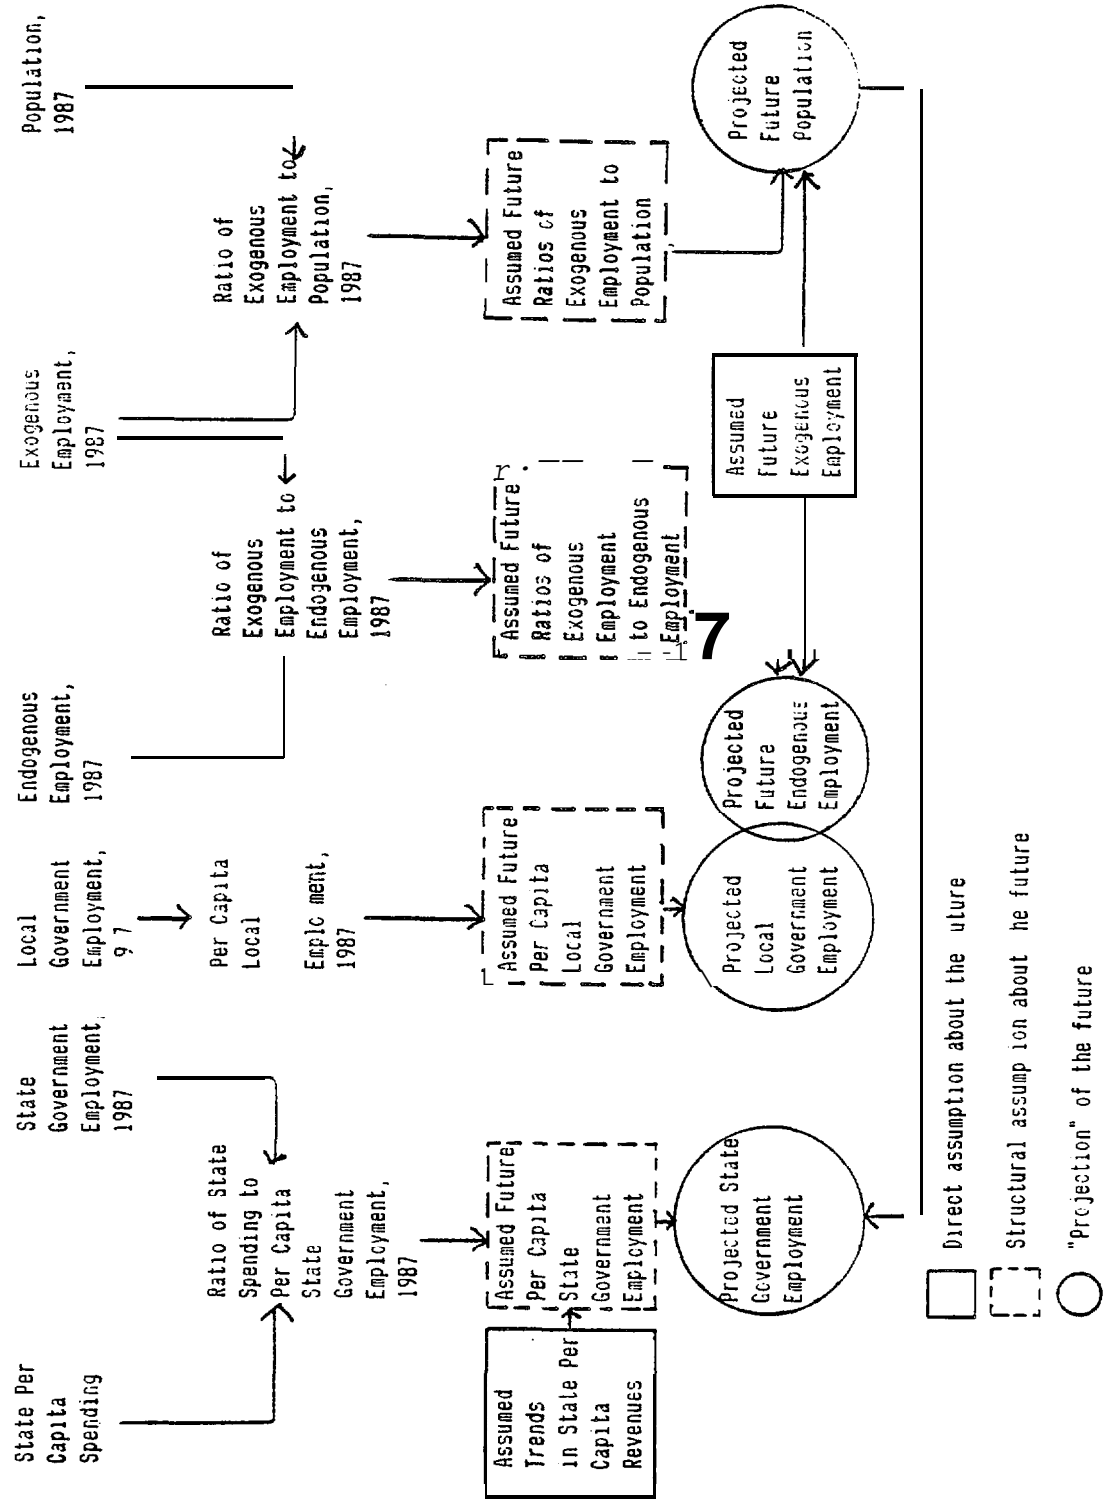 State Per
Capita
Spending
State
Government
Employment,
1987
Local
Government
Employment,
9 7
Endogenous
Employment,
1987
Exogenous
Employment,
1987
Population,
1987
Ratio of State
Spending to
Per Capita
State
Government
Employment,
1987
Per Capita
Local
ment,
1987
Ratio of
Exogenous
Employment to
Endogenous
Employment,
1987
Ratio of
Exogenous
Employment to
Population,
1987
Assumed
Trends
in State Per
Capita
Revenues
Assumed Future
Per Capita
State
Government
Employment
Assumed Future
Per Capita
Local
Government
Employment
Assumed Future
Ratios of
Exogenous
Employment
to Endogenous
Employment
7
Assumed Future
Ratios of
Exogenous
Employment to
Population
Projected State
Government
Employment
Projected
Local
Government
Employment
Projected
Future
Endogenous
Employment
Assumed
Future
Exogenous
Employment
Projected
Future
Population
Direct assumption about the uture
Structural assump ion about he future
"Projection" of the future